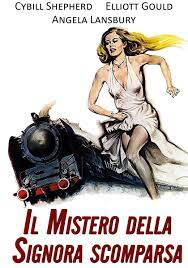 CYBILL SHEPHERD ELLIOTT GOULD
ANGELA LANSBURY
IL MISTERO DELLA
SIGNORA SCOMPARSA